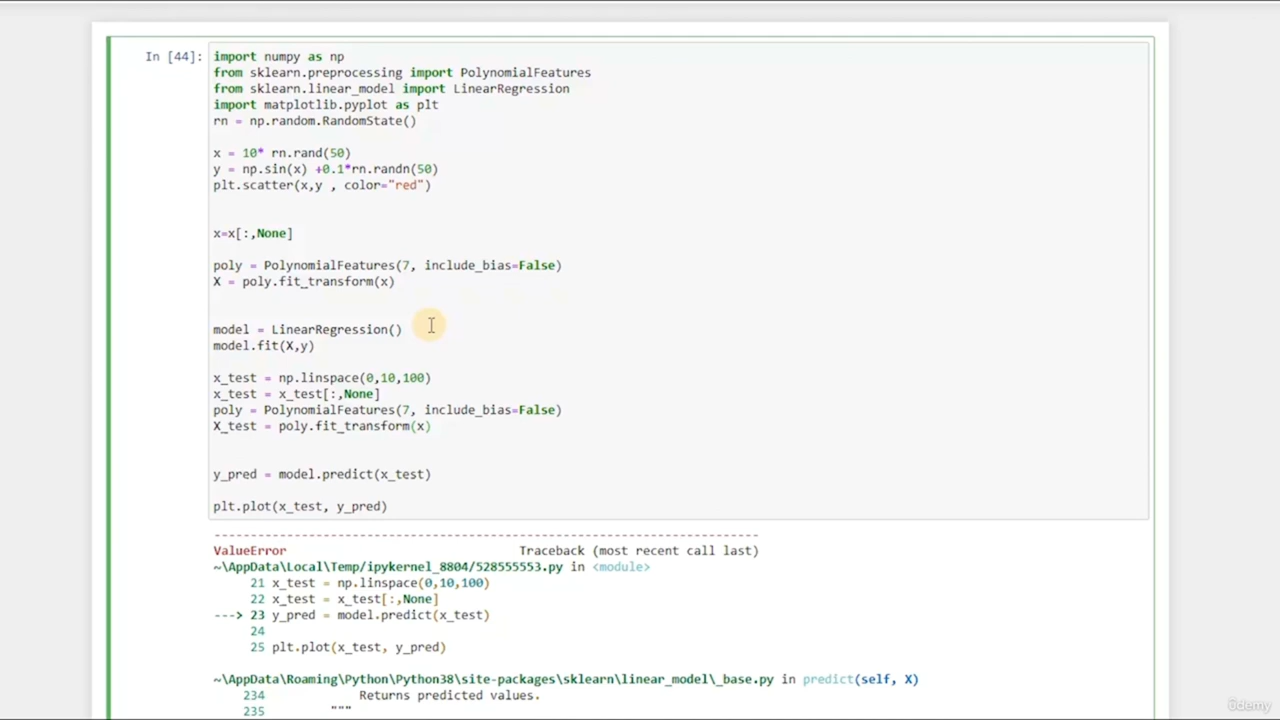 In [44]:
import numpy as np
from sklearn.preprocessing import PolynomialFeatures
from sklearn.linear_model import LinearRegression
import matplotlib.pyplot as plt
rn = np.random.RandomState()
x = 10* rn.rand(50)
y = np.sin(x) +0.1*rn.randn(50)
plt.scatter(x,y , color="red")
x=x[:,None]
poly = PolynomialFeatures(7, include_bias=False)
X = poly.fit_transform(x)
model = LinearRegression()
model.fit(X,y)
x_test = np.linspace(0,10,100)
x_test = x_test[:,None]
poly = PolynomialFeatures(7, include_bias=False)
X_test = poly.fit_transform(x)
y_pred = model.predict(x_test)
plt.plot(x_test, y_pred)
---------------------------------------------------------------------------
ValueError                                Traceback (most recent call last)
~\AppData\Local\Temp/ipykernel_8804/528555553.py in <module>
21 x_test = np.linspace(0,10,100)
22 x_test = x_test[:,None]
---> 23 y_pred = model.predict(x_test)
24
25 plt.plot(x_test, y_pred)
~\AppData\Roaming\Python\Python38\site-packages\sklearn\linear_model\_base.py in predict(self, X)
234             Returns predicted values.
235         """
ûdemy